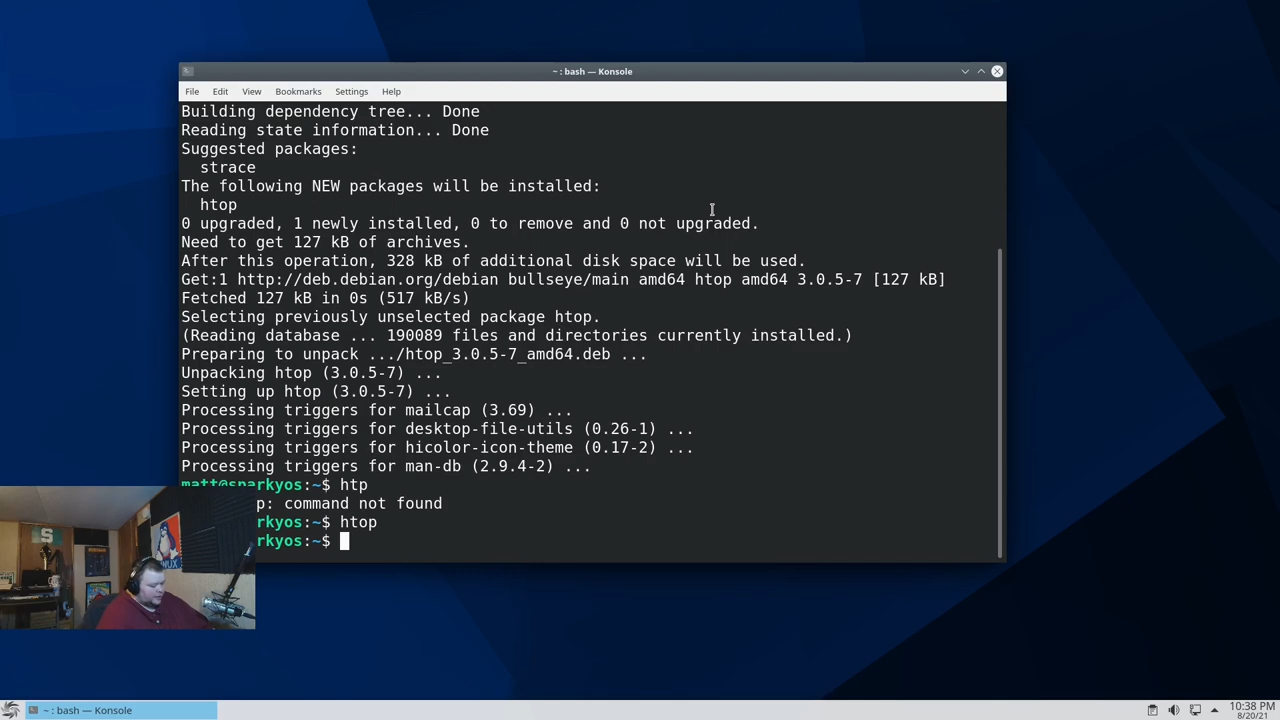 ~ : bash — Konsole
File Edit View Bookmarks Settings Help
Building dependency tree... Done
Reading state information... Done
Suggested packages:
strace
The following NEW packages will be installed:
htop
0 upgraded, 1 newly installed, 0 to remove and 0 not upgraded.
Need to get 127 kB of archives.
After this operation, 328 kB of additional disk space will be used.
Get:1 http://deb.debian.org/debian bullseye/main amd64 htop amd64 3.0.5-7 [127 kB]
Fetched 127 kB in 0s (517 kB/s)
Selecting previously unselected package htop.
(Reading database ... 190089 files and directories currently installed.)
Preparing to unpack .../htop_3.0.5-7_amd64.deb ...
Unpacking htop (3.0.5-7) ...
Setting up htop (3.0.5-7) ...
Processing triggers for mailcap (3.69) ...
Processing triggers for desktop-file-utils (0.26-1) ...
Processing triggers for hicolor-icon-theme (0.17-2) ...
Processing triggers for man-db (2.9.4-2) ...
matt@sparkyos:~$ htp
p: command not found
rkyos:~$ htop
rkyos:~$
~ : bash — Konsole
10:38 PM
8/20/21